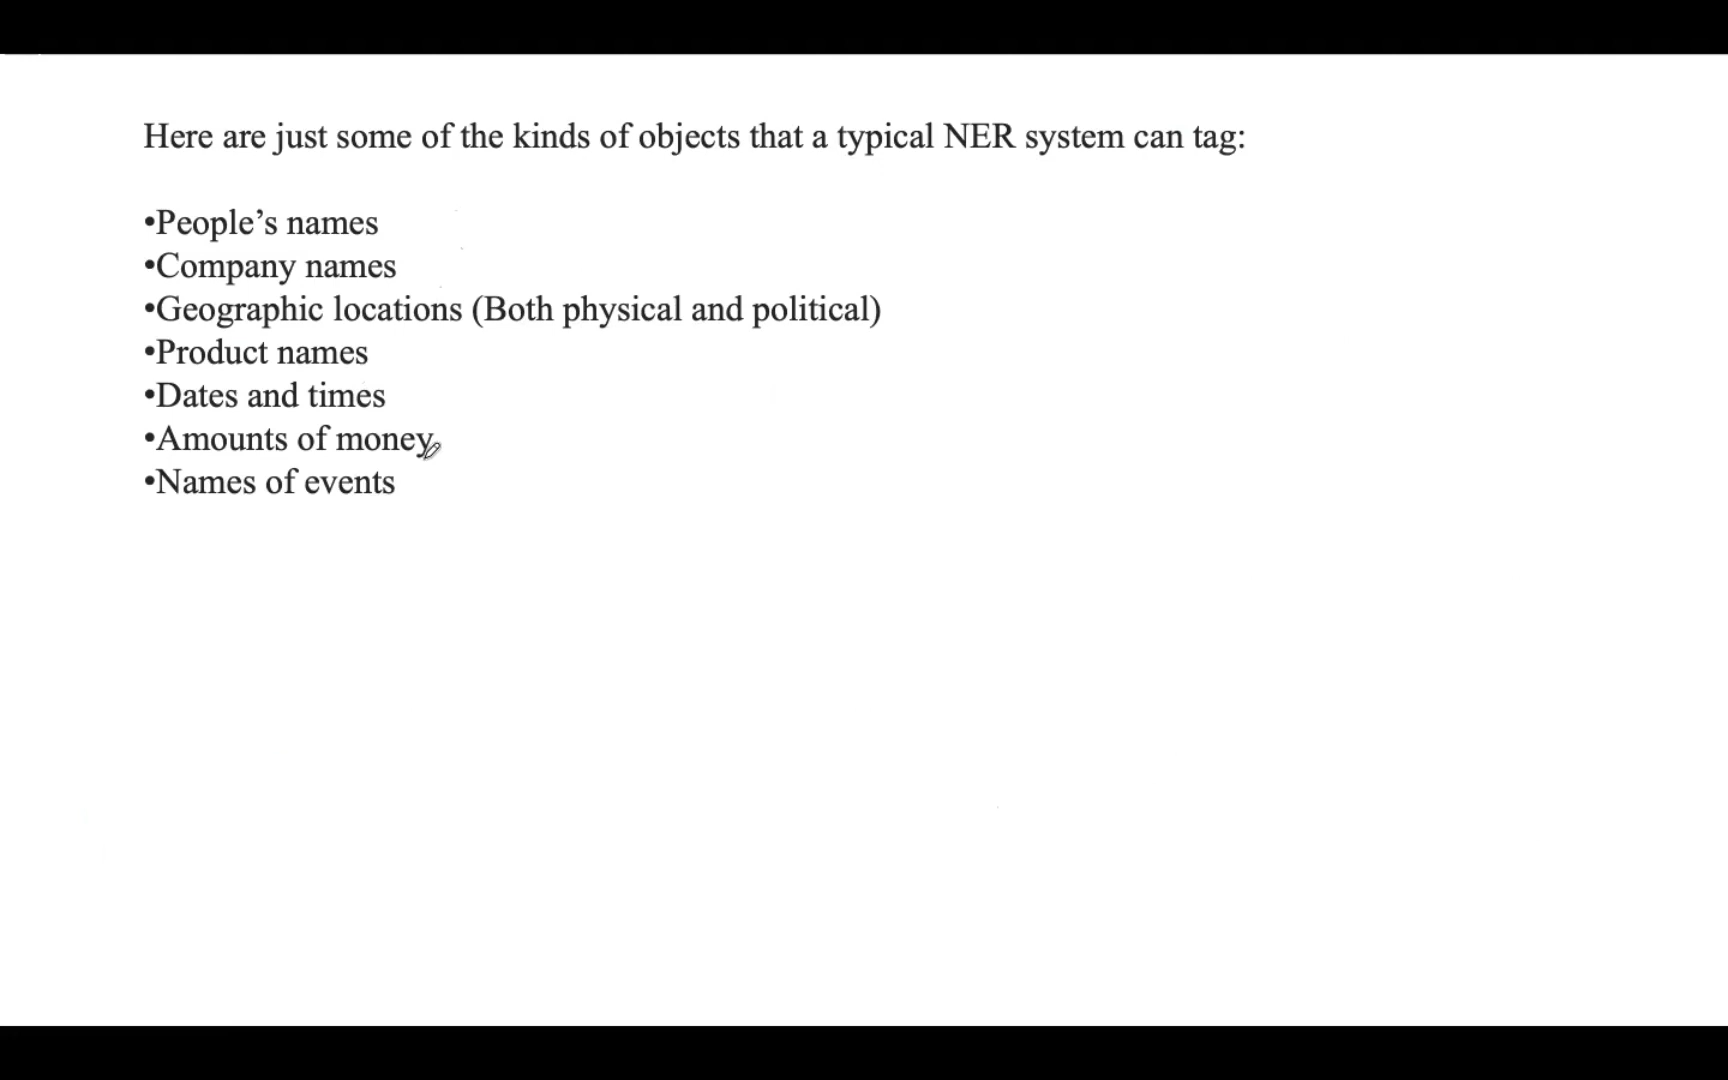 Here are just some of the kinds of objects that a typical NER system can tag:
•People’s names
•Company names
•Geographic locations (Both physical and political)
•Product names
•Dates and times
•Amounts of money
•Names of events